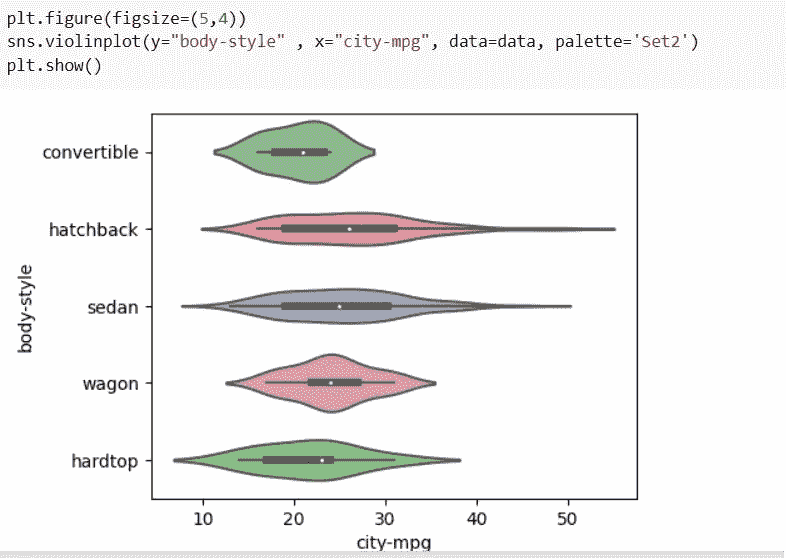 plt.figure(figsize=(5,4))
sns.violinplot(y="body-style" , x="city-mpg", data=data, palette='Set2')
plt.show()
convertible
hatchback
sedan
wagon
hardtop
body-style
10 20 30 40 50
city-mpg